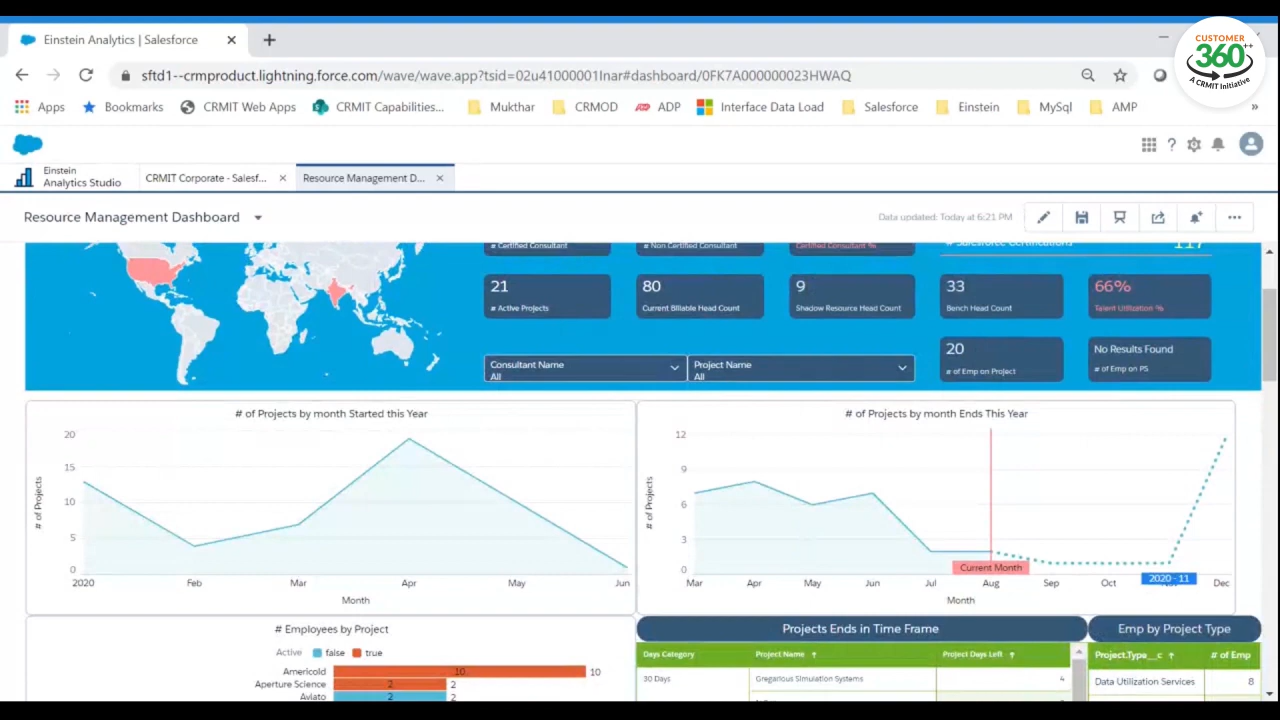 Einstein Analytics | Salesforce
CUSTOMER
360++
A CRMIT Initiative
sftd1--crmproduct.lightning.force.com/wave/wave.app?tsid=02u41000001lnar#dashboard/0FK7A000000023HWAQ
Apps Bookmarks CRMIT Web Apps CRMIT Capabilities... Mukthar CRMOD ADP Interface Data Load Salesforce Einstein MySql AMP »
Einstein
Analytics Studio
CRMIT Corporate - Salesf...
Resource Management D...
Resource Management Dashboard
Data updated: Today at 6:21 PM
# Certified Consultant
# Non Certified Consultant
Certified Consultant %
# Salesforce Certifications
117
21
# Active Projects
80
Current Billable Head Count
9
Shadow Resource Head Count
33
Bench Head Count
66%
Talent Utilization %
Consultant Name
All
Project Name
All
20
# of Emp on Project
No Results Found
# of Emp on PS
# of Projects by month Started this Year
# of Projects
20
15
10
5
0
2020 Feb Mar Apr May Jun
Month
# of Projects by month Ends This Year
# of Projects
12
9
6
3
0
Current Month
2020 - 11
Mar Apr May Jun Jul Aug Sep Oct Dec
Month
# Employees by Project
Active false true
Americold 10 10
Aperture Science 2 2
Aviato 2 2
Projects Ends in Time Frame
Days Category Project Name Project Days Left
30 Days Gregarious Simulation Systems 4
Emp by Project Type
Project.Type__c # of Emp
Data Utilization Services 8